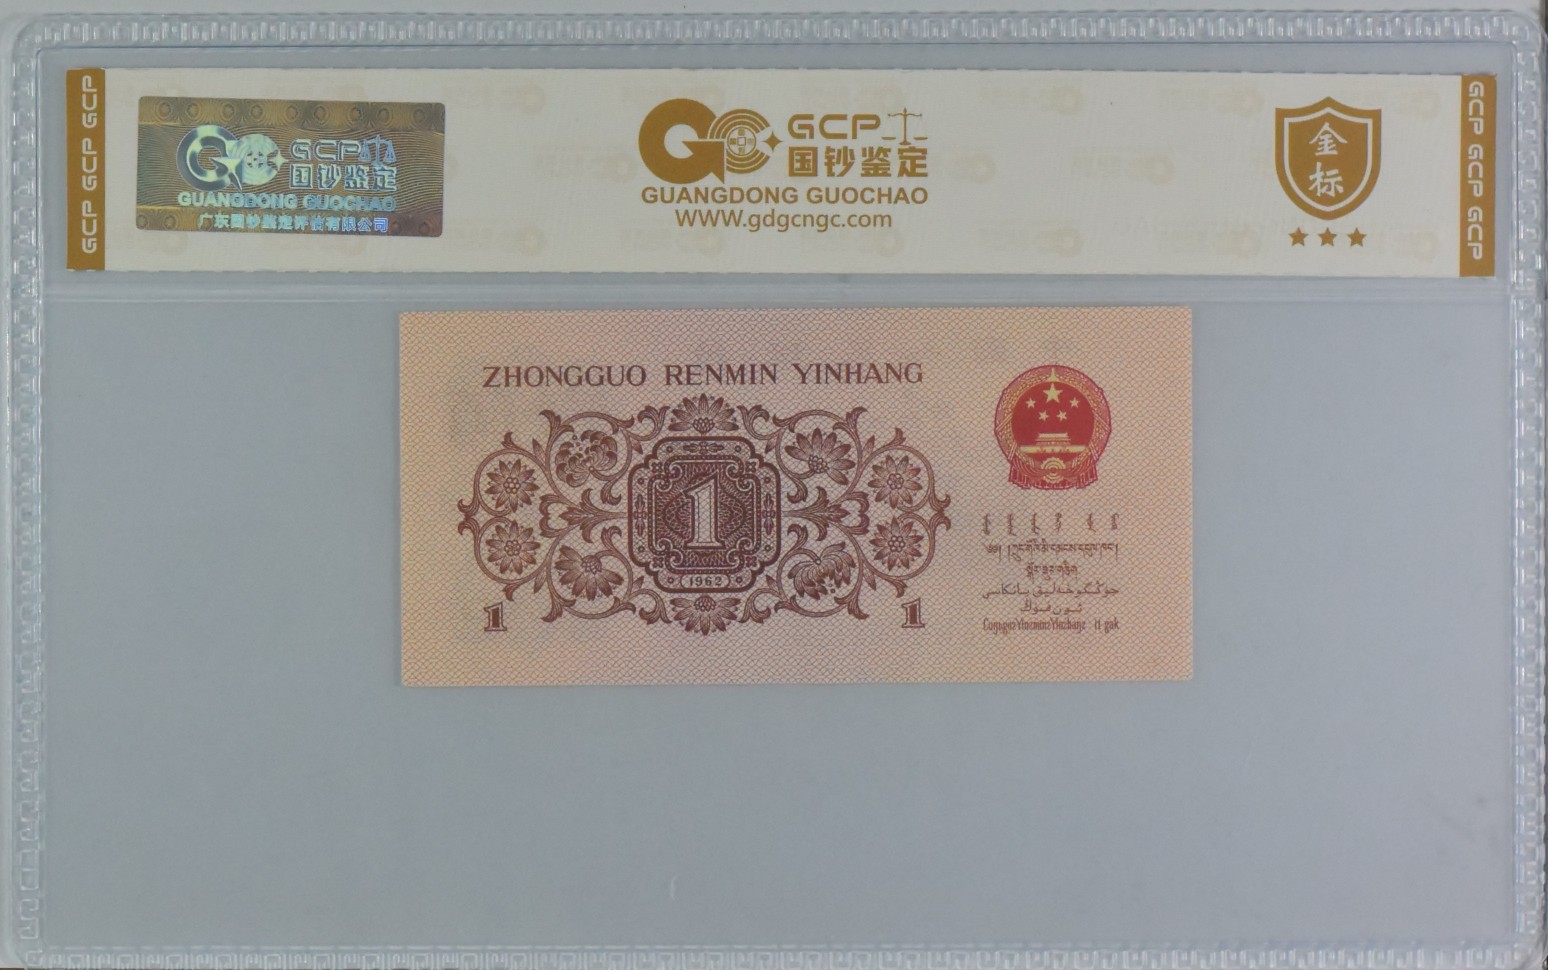 GCP GCP GCP
GCP
国钞鉴定
GUANGDONG GUOCHAO
广东国钞鉴定评估有限公司
GCP
国钞鉴定
GUANGDONG GUOCHAO
WWW.gdgcngc.com
金标
GCP GCP GCP
ZHONGGUO RENMIN YINHANG
1
(1962)
1
1